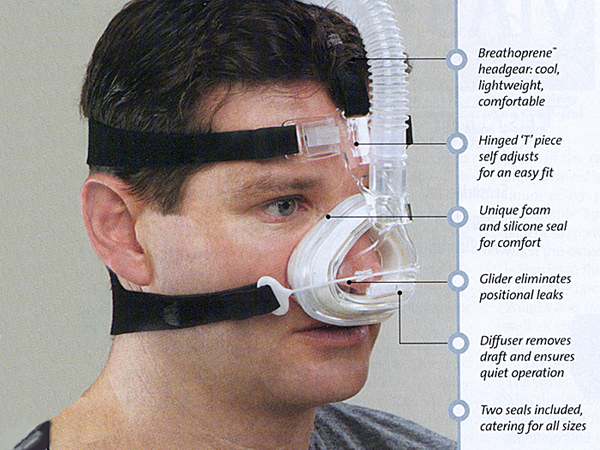 Breathoprene™
headgear: cool,
lightweight,
comfortable
Hinged ‘T’ piece
self adjusts
for an easy fit
Unique foam
and silicone seal
for comfort
Glider eliminates
positional leaks
Diffuser removes
draft and ensures
quiet operation
Two seals included,
catering for all sizes